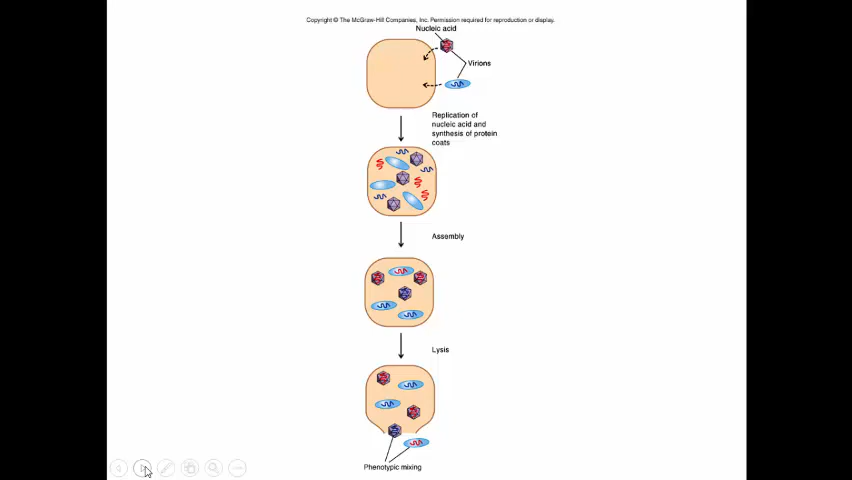 Copyright © The McGraw-Hill Companies, Inc. Permission required for reproduction or display.
Nucleic acid
Virions
Replication of
nucleic acid and
synthesis of protein
coats
Assembly
Lysis
Phenotypic mixing